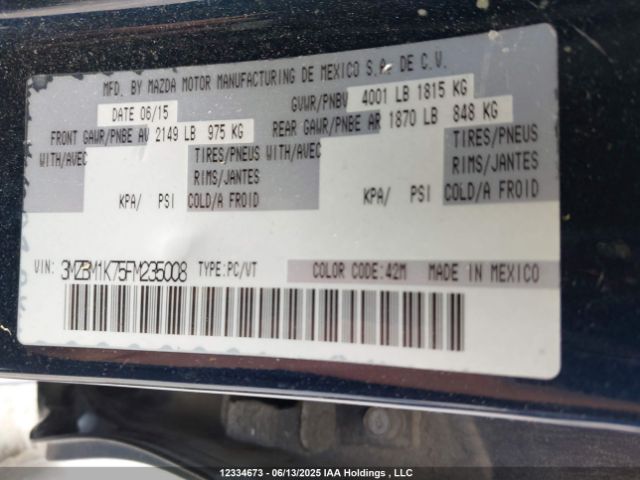 MFD. BY MAZDA MOTOR MANUFACTURING DE MEXICO S.A. DE C.V.
DATE 06/15 GVWR/PNBV 4001 LB 1815 KG
FRONT GAWR/PNBE AV 2149 LB 975 KG REAR GAWR/PNBE AR 1870 LB 848 KG
WITH/AVEC TIRES/PNEUS WITH/AVEC TIRES/PNEUS
RIMS/JANTES RIMS/JANTES
KPA/ PSI COLD/A FROID KPA/ PSI COLD/A FROID
VIN: 3MZBM1K75FM235008 TYPE:PC/VT COLOR CODE:42M MADE IN MEXICO
12334673 - 06/13/2025 IAA Holdings , LLC